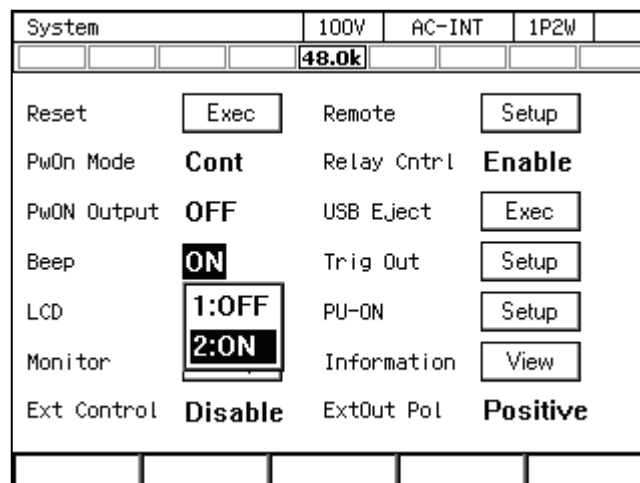 System 100V AC-INT 1P2W
48.0k
Reset Exec Remote Setup
PwOn Mode Cont Relay Cntrl Enable
PwON Output OFF USB Eject Exec
Beep ON Trig Out Setup
LCD 1:OFF PU-ON Setup
2:ON
Monitor Information View
Ext Control Disable ExtOut Pol Positive